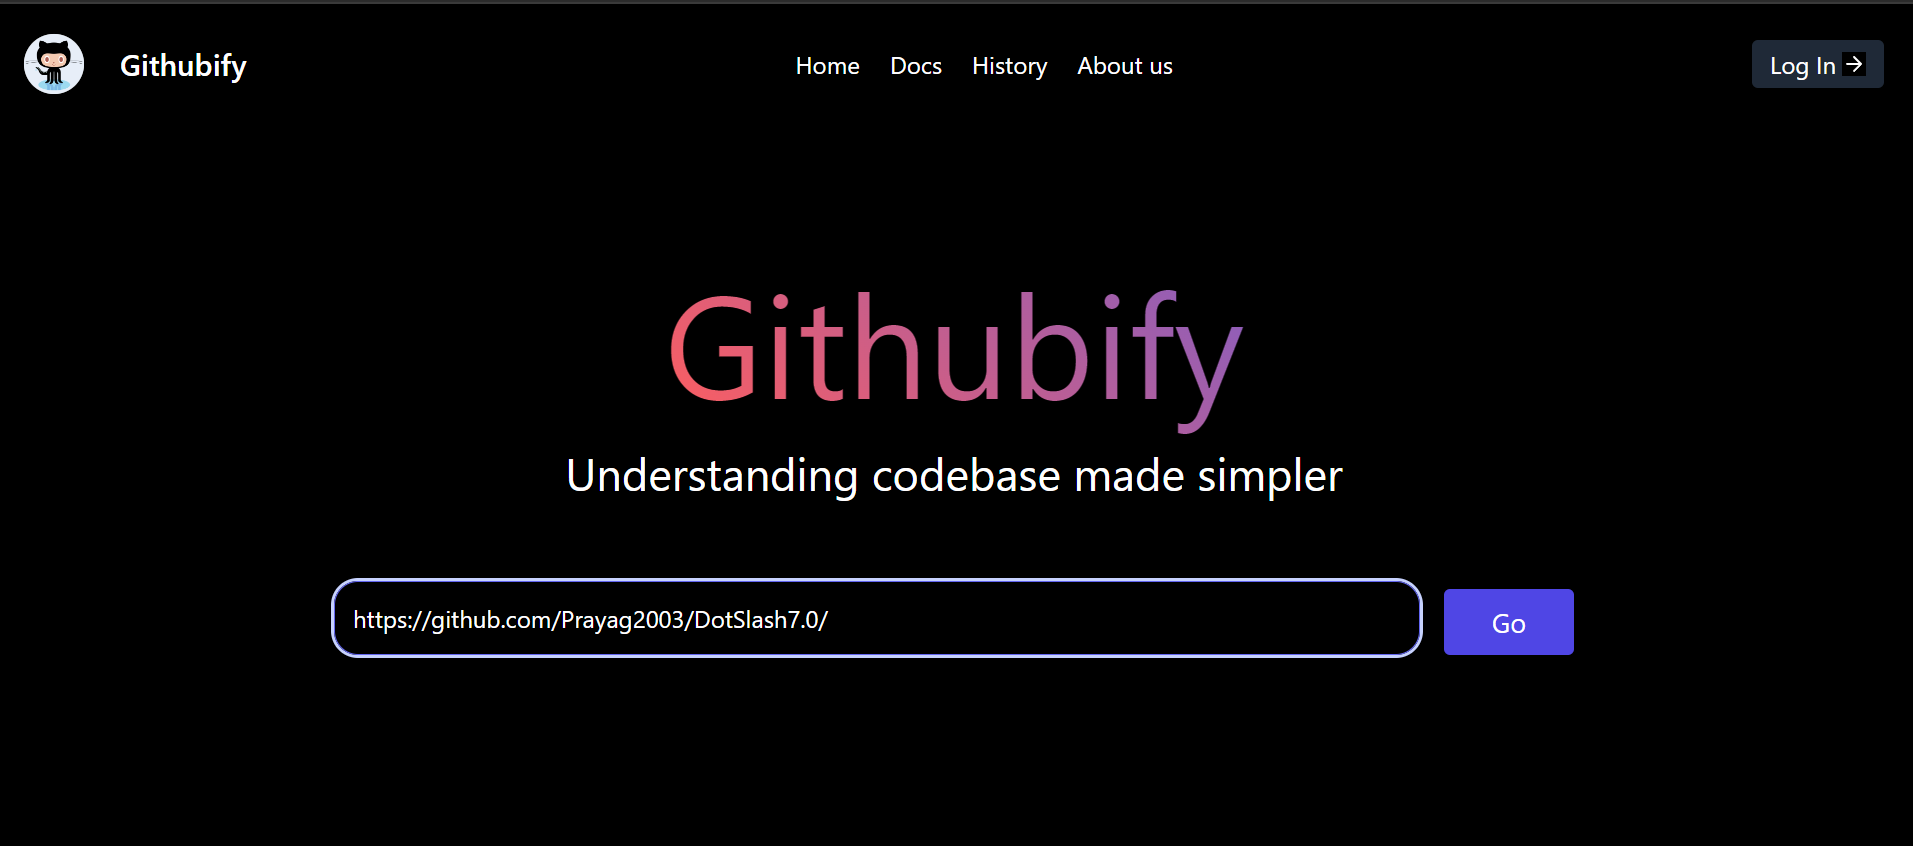 Githubify
Home Docs History About us
Log In
Githubify
Understanding codebase made simpler
https://github.com/Prayag2003/DotSlash7.0/
Go